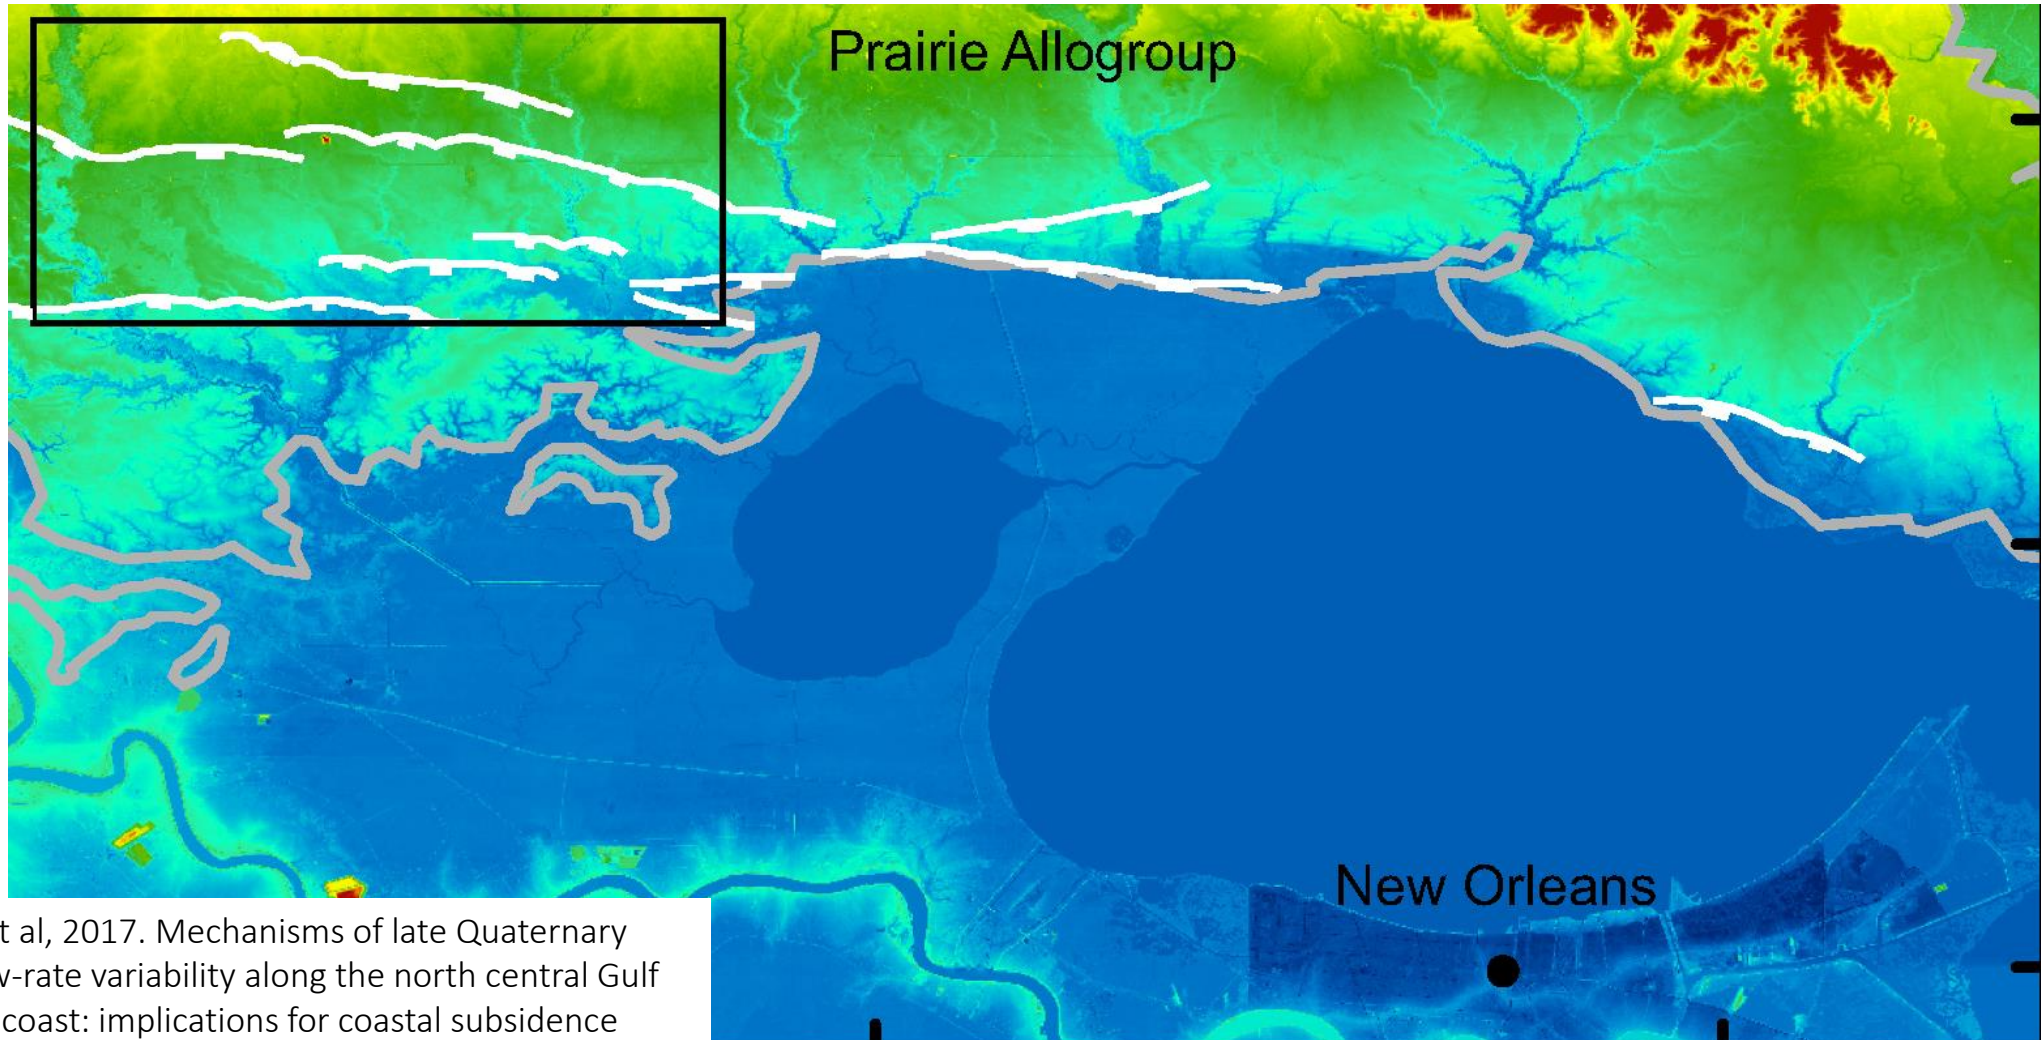 Prairie Allogroup
New Orleans
t al, 2017. Mechanisms of late Quaternary
-rate variability along the north central Gulf
coast: implications for coastal subsidence